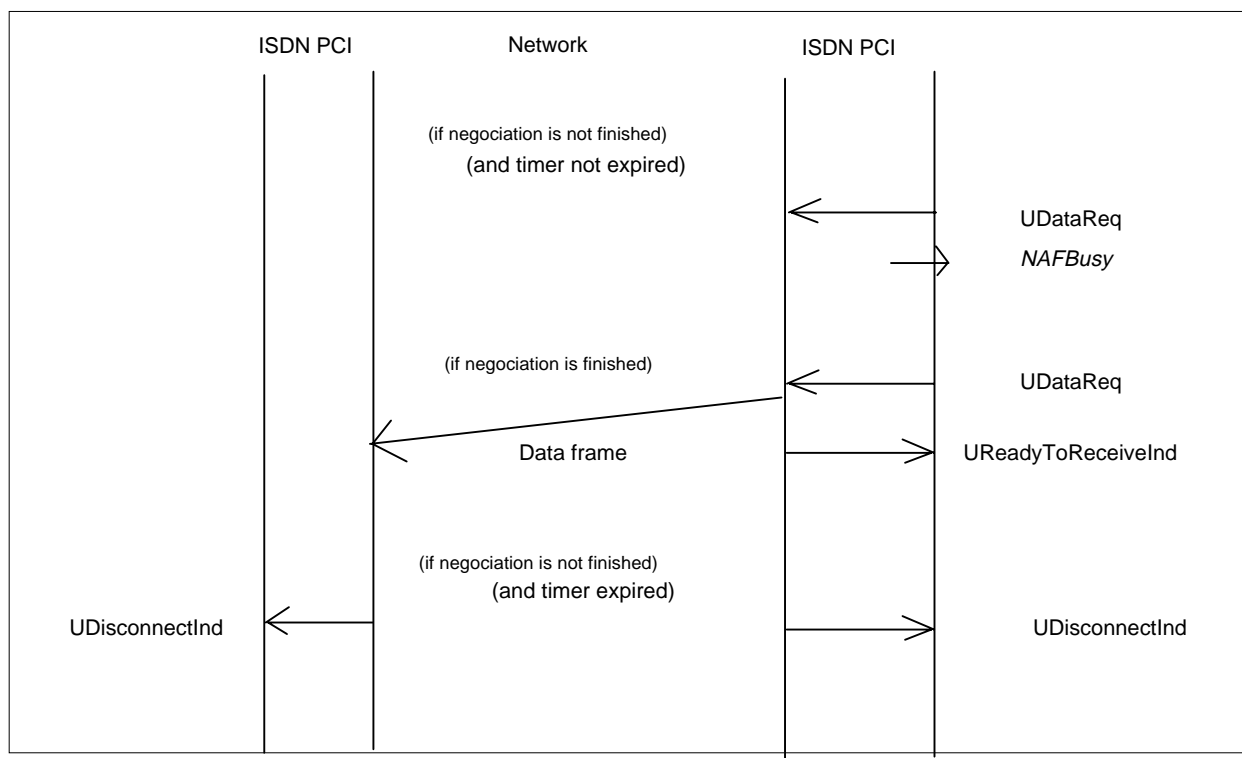 ISDN PCI Network ISDN PCI
(if negociation is not finished)
(and timer not expired)
UDataReq
NAFBusy
(if negociation is finished)
UDataReq
Data frame
UReadyToReceiveInd
(if negociation is not finished)
(and timer expired)
UDisconnectInd
UDisconnectInd